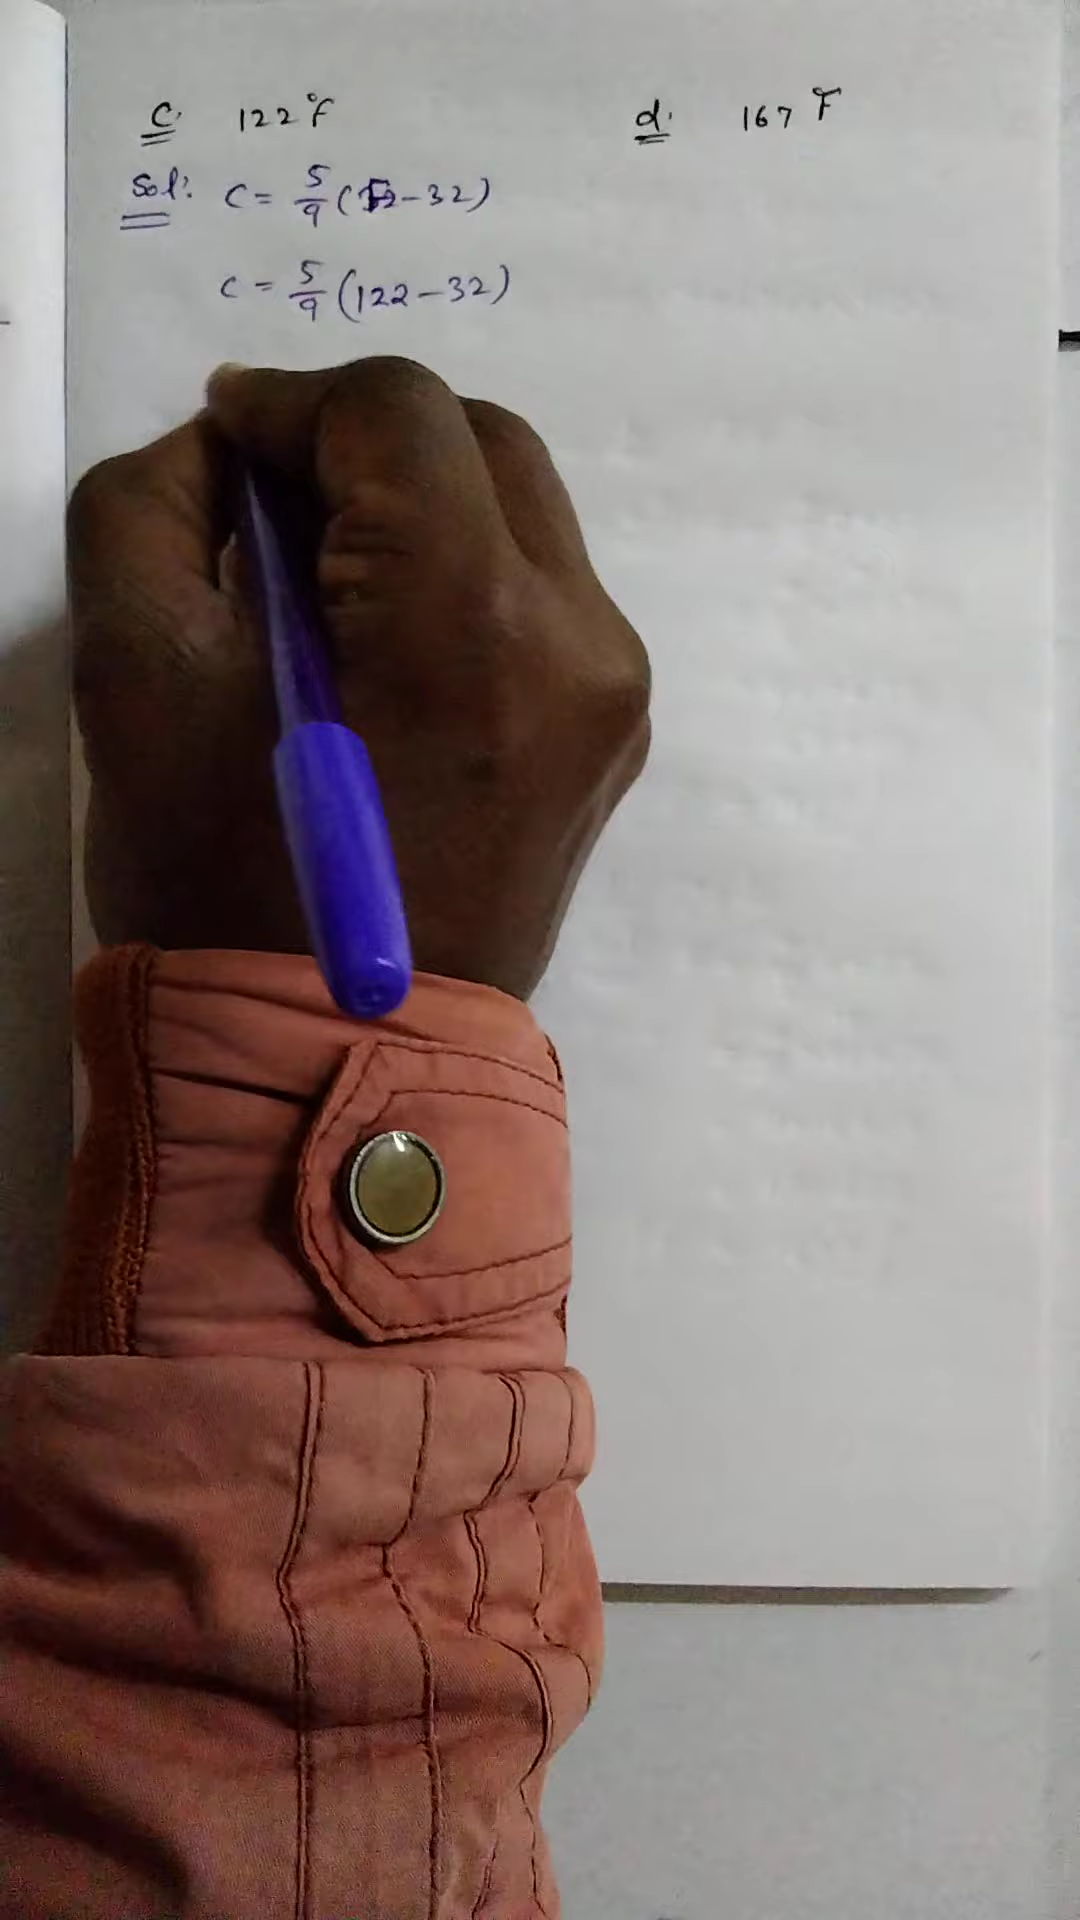 c. 122°F
d. 167°F
Sol: C = 5/9 (F-32)
C = 5/9 (122-32)